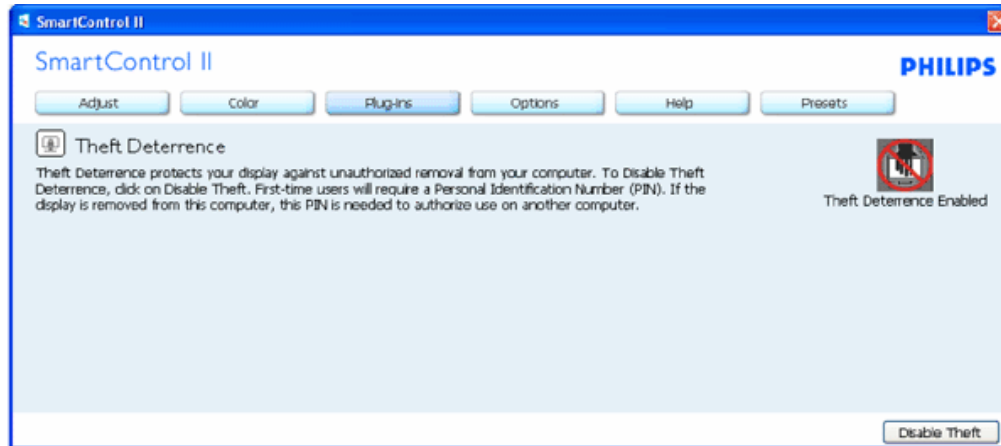 SmartControl II
SmartControl II
PHILIPS
Adjust Color Plug-Ins Options Help Presets
Theft Deterrence
Theft Deterrence protects your display against unauthorized removal from your computer. To Disable Theft
Deterrence, click on Disable Theft. First-time users will require a Personal Identification Number (PIN). If the
display is removed from this computer, this PIN is needed to authorize use on another computer.
Theft Deterrence Enabled
Disable Theft